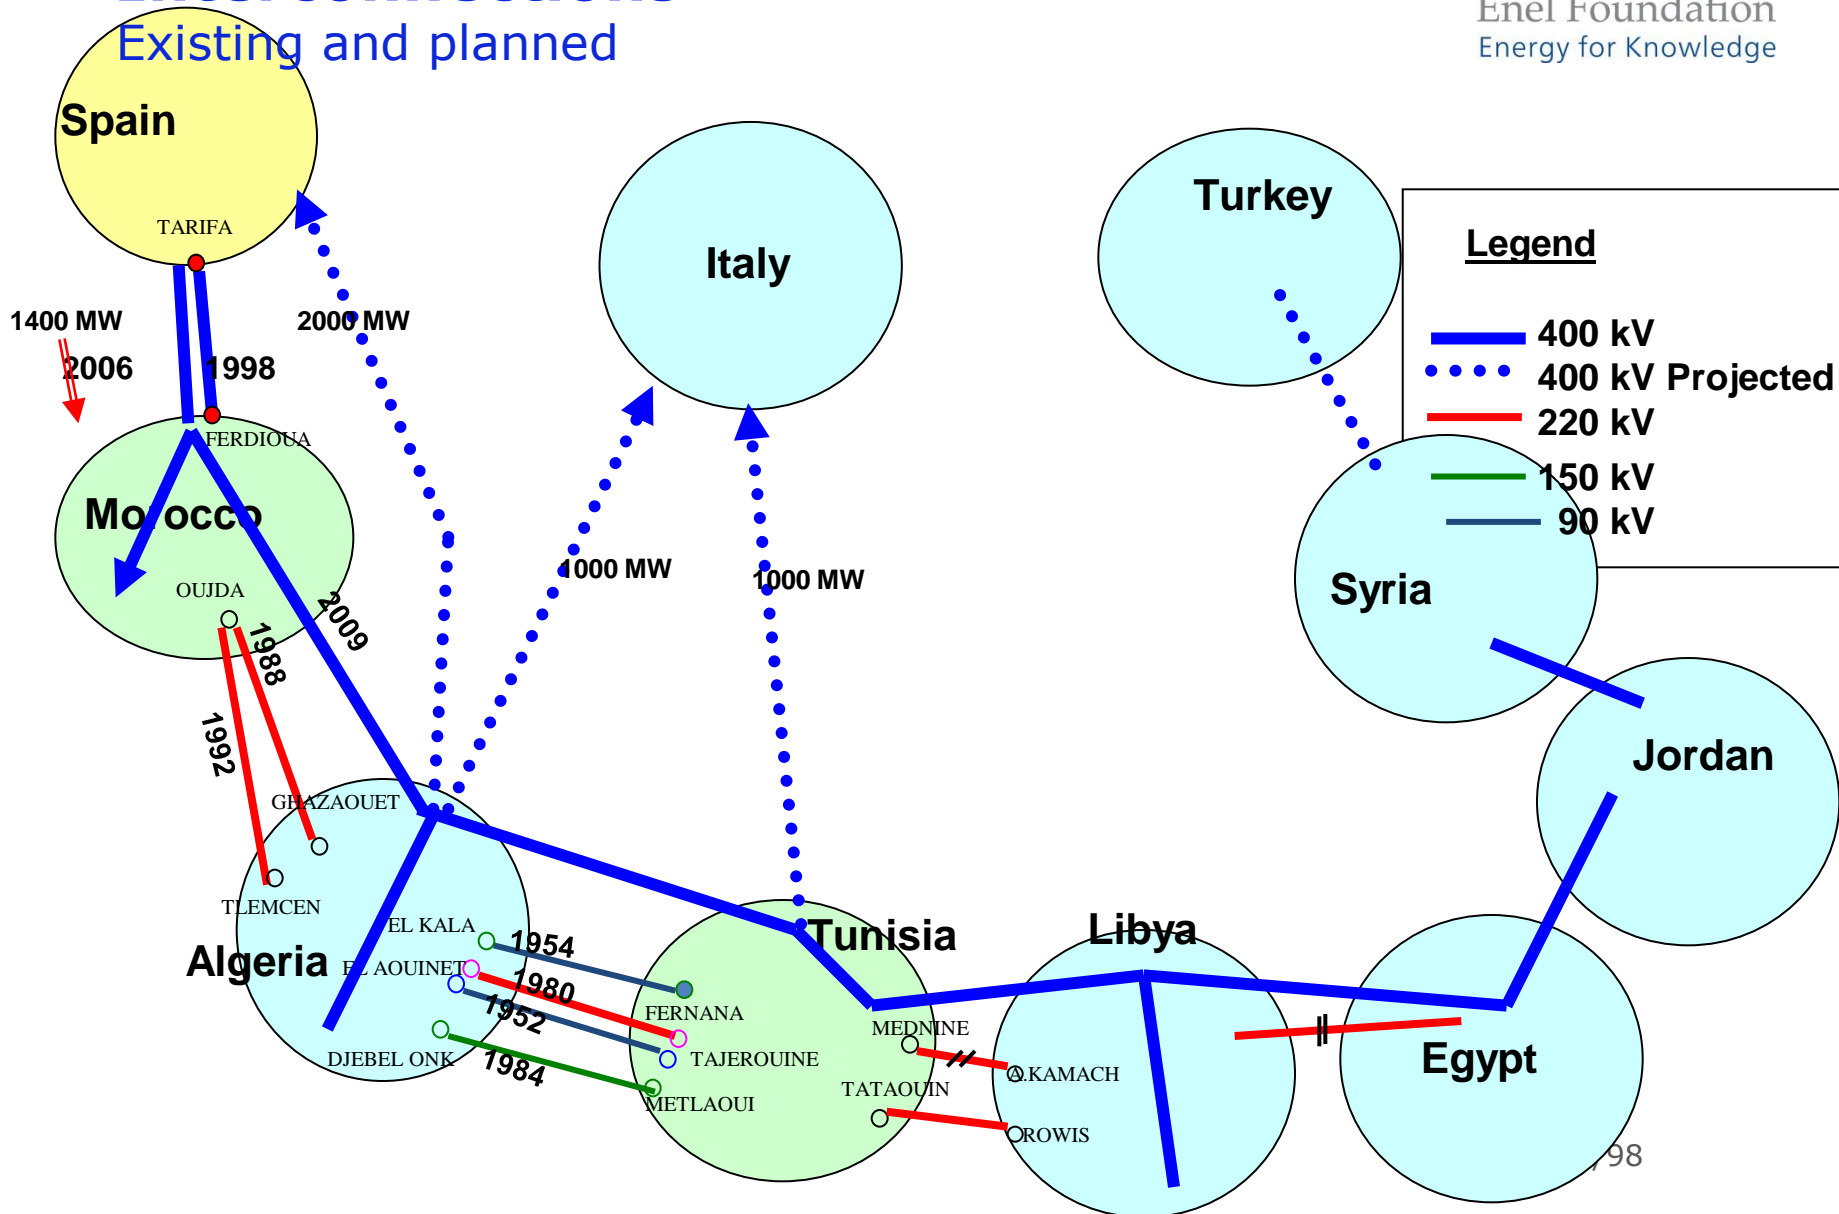 Interconnections
Existing and planned
Enel Foundation
Energy for Knowledge
Spain
TARIFA
Italy
Turkey
Legend
400 kV
400 kV Projected
220 kV
150 kV
90 kV
1400 MW
2006
1998
2000 MW
FERDIOUA
Morocco
OUJDA
2009
1988
1992
1000 MW
1000 MW
Syria
Jordan
GHAZAOUET
TLEMCEN
Algeria
EL KALA
EL AOUINET
DJEBEL ONK
1954
1980
1952
1984
Tunisia
FERNANA
TAJEROUINE
METLAOUI
MEDNINE
TATAOUIN
Libya
A.KAMACH
ROWIS
Egypt
/98